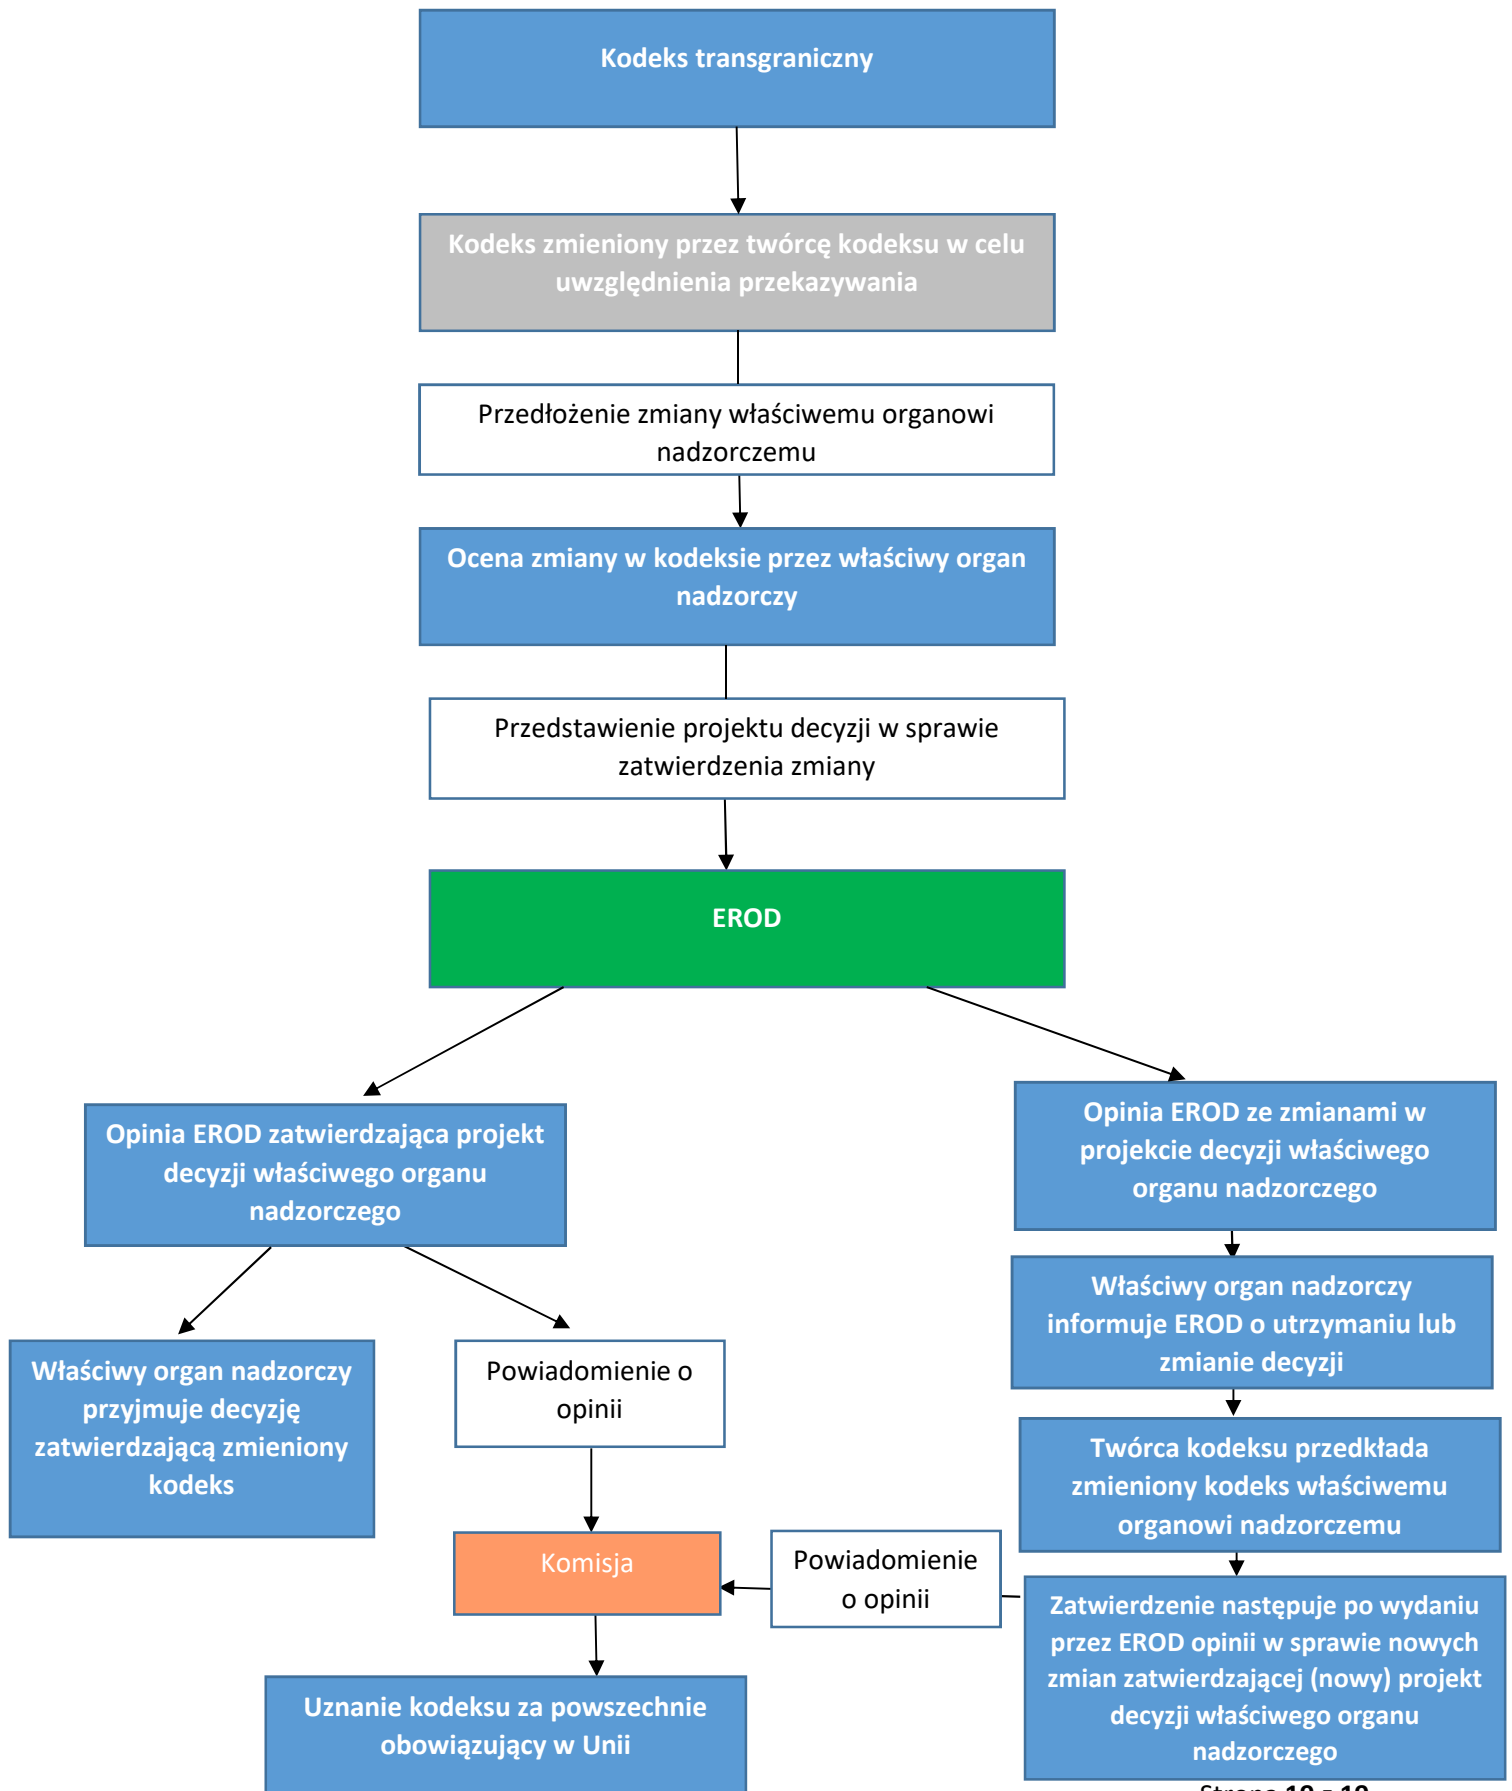 Kodeks transgraniczny
Kodeks zmieniony przez twórcę kodeksu w celu
uwzględnienia przekazywania
Przedłożenie zmiany właściwemu organowi
nadzorczemu
Ocena zmiany w kodeksie przez właściwy organ
nadzorczy
Przedstawienie projektu decyzji w sprawie
zatwierdzenia zmiany
EROD
Opinia EROD zatwierdzająca projekt
decyzji właściwego organu
nadzorczego
Opinia EROD ze zmianami w
projekcie decyzji właściwego
organu nadzorczego
Właściwy organ nadzorczy
informuje EROD o utrzymaniu lub
zmianie decyzji
Właściwy organ nadzorczy
przyjmuje decyzję
zatwierdzającą zmieniony
kodeks
Powiadomienie o
opinii
Twórca kodeksu przedkłada
zmieniony kodeks właściwemu
organowi nadzorczemu
Komisja
Powiadomienie
o opinii
Zatwierdzenie następuje po wydaniu
przez EROD opinii w sprawie nowych
zmian zatwierdzającej (nowy) projekt
decyzji właściwego organu
nadzorczego
Uznanie kodeksu za powszechnie
obowiązujący w Unii